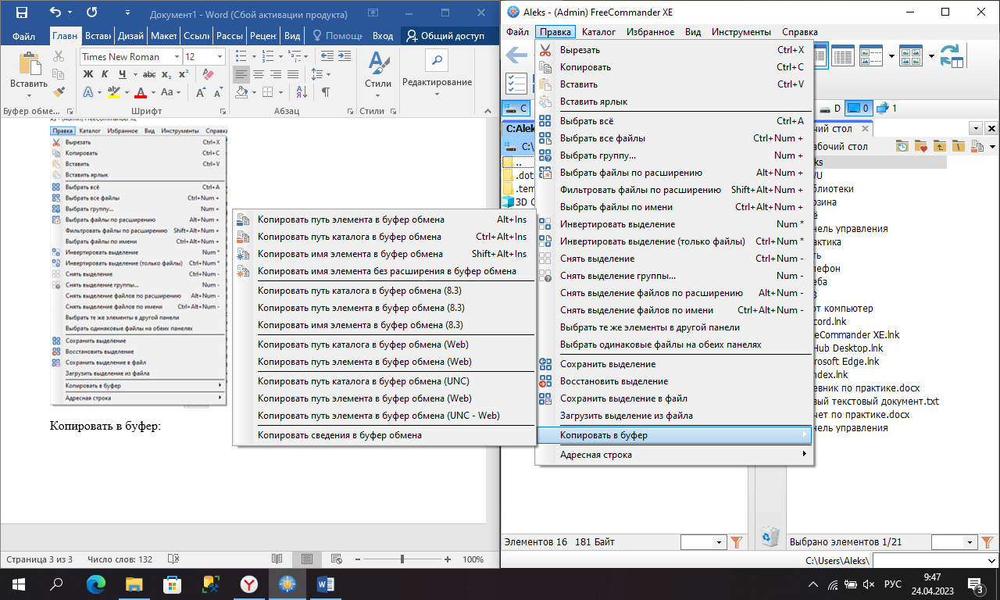 Документ1 - Word (Сбой активации продукта)
Файл Главн Вставі Дизай Макет Ссылі Рассы Рецен Вид Помощь Вход Общий доступ
Вставить
Times New Roman 12
Ж К Ч abc x₂ x²
Aa
Стили
Редактирование
Буфер обме... Шрифт Абзац Стили
Aleks - (Admin) FreeCommander XE
Правка Каталог Избранное Вид Инструменты Справка
Вырезать Ctrl+X
Копировать Ctrl+C
Вставить Ctrl+V
Вставить ярлык
Выбрать всё Ctrl+A
Выбрать все файлы Ctrl+Num +
Выбрать группу... Num +
Выбрать файлы по расширению Alt+Num +
Фильтровать файлы по расширению Shift+Alt+Num +
Выбрать файлы по имени Ctrl+Alt+Num +
Инвертировать выделение Num *
Инвертировать выделение (только файлы) Ctrl+Num *
Снять выделение Ctrl+Num -
Снять выделение группы... Num -
Снять выделение файлов по расширению Alt+Num -
Снять выделение файлов по имени Ctrl+Alt+Num -
Выбрать те же элементы в другой панели
Выбрать одинаковые файлы на обеих панелях
Сохранить выделение
Восстановить выделение
Сохранить выделение в файл
Загрузить выделение из файла
Копировать в буфер
Адресная строка
Копировать в буфер:
Страница 3 из 3 Число слов: 132 100%
Копировать путь элемента в буфер обмена Alt+Ins
Копировать путь каталога в буфер обмена Ctrl+Alt+Ins
Копировать имя элемента в буфер обмена Shift+Alt+Ins
Копировать имя элемента без расширения в буфер обмена
Копировать путь каталога в буфер обмена (8.3)
Копировать путь элемента в буфер обмена (8.3)
Копировать имя элемента в буфер обмена (8.3)
Копировать путь каталога в буфер обмена (Web)
Копировать путь элемента в буфер обмена (Web)
Копировать путь каталога в буфер обмена (UNC)
Копировать путь элемента в буфер обмена (Web)
Копировать путь элемента в буфер обмена (UNC - Web)
Копировать сведения в буфер обмена
Aleks - (Admin) FreeCommander XE
Файл Правка Каталог Избранное Вид Инструменты Справка
Вырезать Ctrl+X
Копировать Ctrl+C
Вставить Ctrl+V
Вставить ярлык
Выбрать всё Ctrl+A
Выбрать все файлы Ctrl+Num +
Выбрать группу... Num +
Выбрать файлы по расширению Alt+Num +
Фильтровать файлы по расширению Shift+Alt+Num +
Выбрать файлы по имени Ctrl+Alt+Num +
Инвертировать выделение Num *
Инвертировать выделение (только файлы) Ctrl+Num *
Снять выделение Ctrl+Num -
Снять выделение группы... Num -
Снять выделение файлов по расширению Alt+Num -
Снять выделение файлов по имени Ctrl+Alt+Num -
Выбрать те же элементы в другой панели
Выбрать одинаковые файлы на обеих панелях
Сохранить выделение
Восстановить выделение
Сохранить выделение в файл
Загрузить выделение из файла
Копировать в буфер
Адресная строка
C
C:\Aleks
C:\
..
.dot
.tem
3D
D 0 1
чий стол
абочий стол
ks
VU
блиотеки
рзина
ё
нель управления
актика
ть
лефон
еба
от компьютер
cord.lnk
eeCommander XE.lnk
Hub Desktop.lnk
rosoft Edge.lnk
ndex.lnk
евник по практике.docx
вый текстовый документ.txt
чет по практике.docx
нель управления
Элементов 16 181 Байт
Выбрано элементов 1/21
C:\Users\Aleks\
РУС
9:47
24.04.2023
3